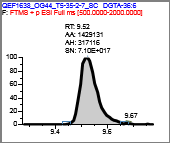 QEF1638_OG44_T5-35-2-7_SC DGTA-36:6
F: FTMS + p ESI Full ms [500.0000-2000.0000]
RT: 9.52
AA: 1429131
AH: 317116
SN: 7.10E+017
100
80
60
40
20
0
9.67
9.4 9.6